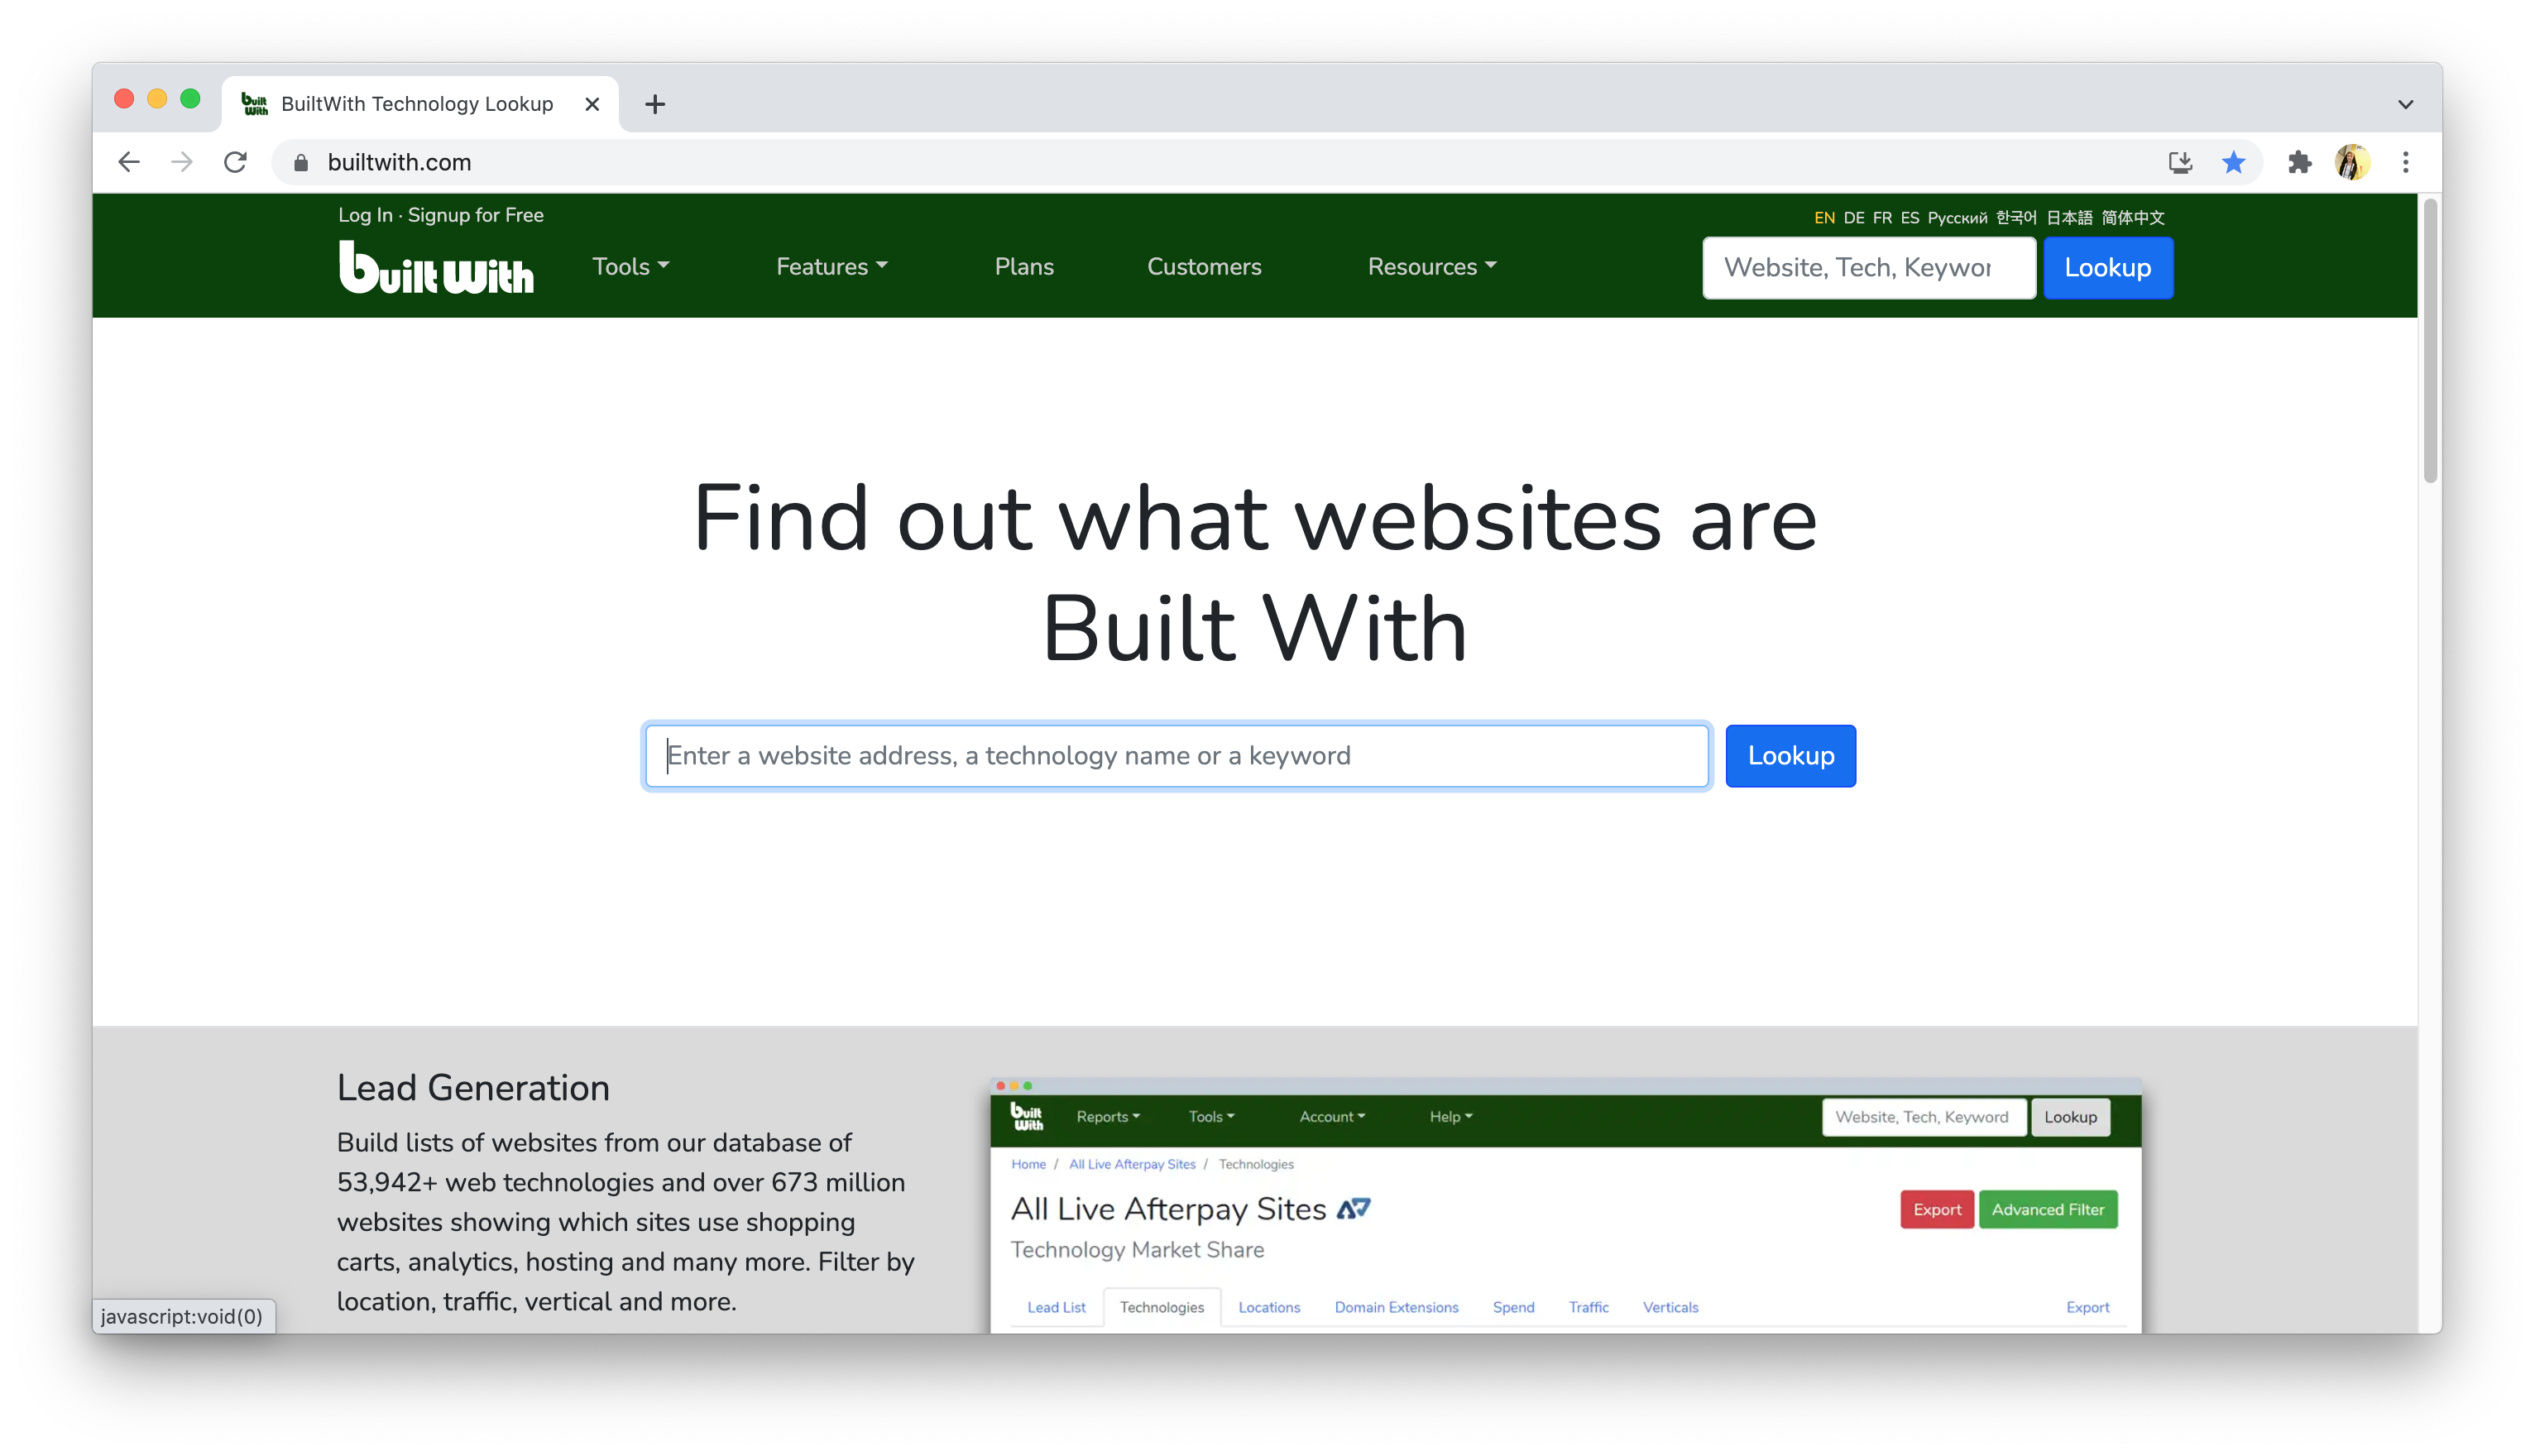 BuiltWith Technology Lookup
builtwith.com
Log In · Signup for Free
EN DE FR ES Русский 한국어 日本語 简体中文
built With
Tools
Features
Plans
Customers
Resources
Website, Tech, Keywor
Lookup
Find out what websites are
Built With
Enter a website address, a technology name or a keyword
Lookup
Lead Generation
Build lists of websites from our database of
53,942+ web technologies and over 673 million
websites showing which sites use shopping
carts, analytics, hosting and many more. Filter by
location, traffic, vertical and more.
built
With
Reports
Tools
Account
Help
Website, Tech, Keyword
Lookup
Home / All Live Afterpay Sites / Technologies
All Live Afterpay Sites
Export
Advanced Filter
Technology Market Share
Lead List
Technologies
Locations
Domain Extensions
Spend
Traffic
Verticals
Export
javascript:void(0)